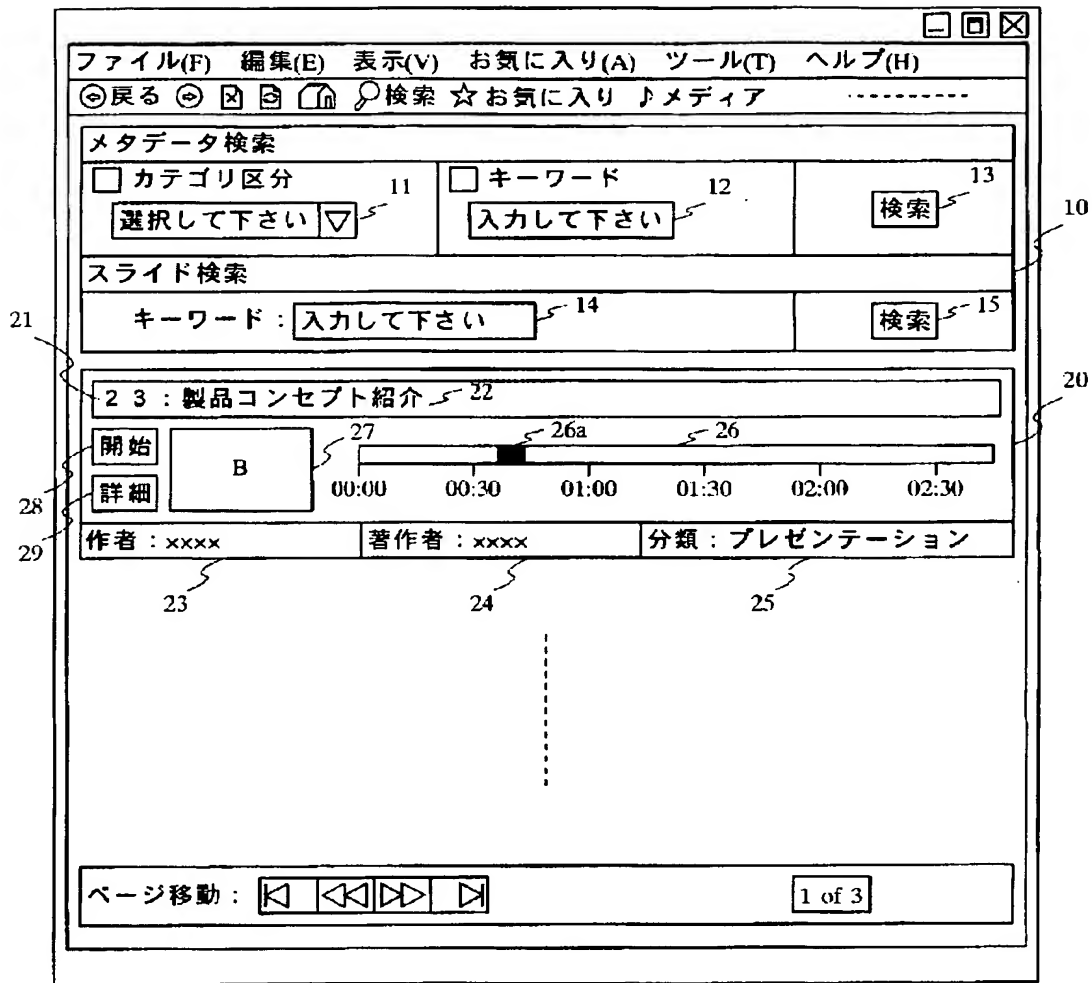 ファイル(F) 編集(E) 表示(V) お気に入り(A) ツール(T) ヘルプ(H)
戻る 検索 お気に入り メディア
メタデータ検索
カテゴリ区分 11 キーワード 12 13
選択して下さい 入力して下さい 検索
10
スライド検索
キーワード：入力して下さい 14 検索 15
21
20
23：製品コンセプト紹介 22
開始 B 27 26a 26
詳細 00:00 00:30 01:00 01:30 02:00 02:30
28
29
作者：xxxx 著作者：xxxx 分類：プレゼンテーション
23 24 25
ページ移動： 1 of 3